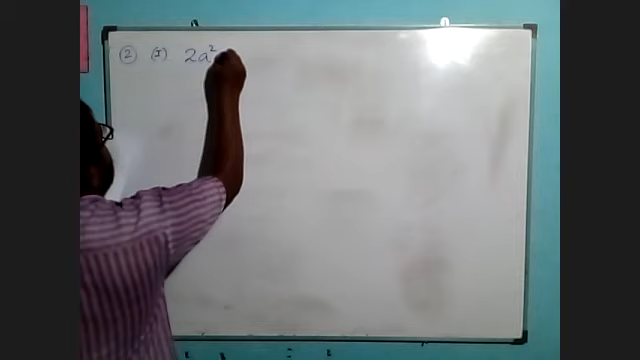 ② (I) 2a²